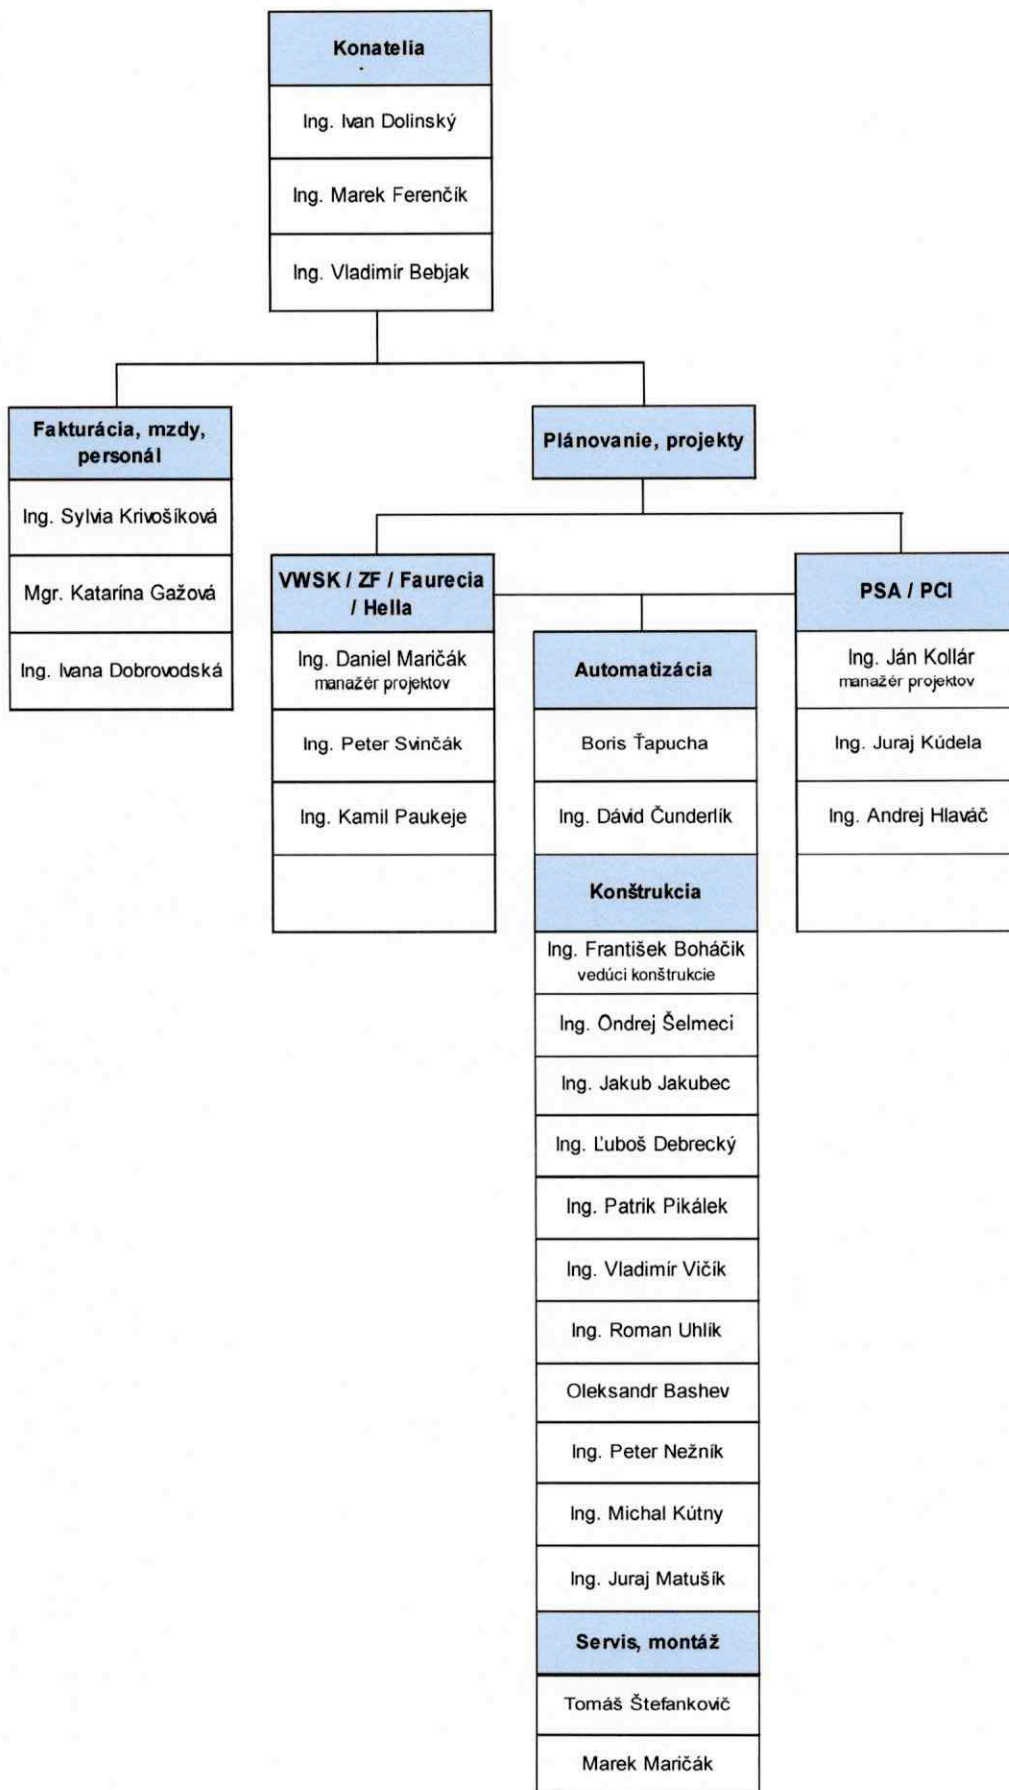 Konatelia
Ing. Ivan Dolinský
Ing. Marek Ferenčík
Ing. Vladimír Bebjak
Fakturácia, mzdy,
personál
Ing. Sylvia Krivošíková
Mgr. Katarína Gažová
Ing. Ivana Dobrovodská
Plánovanie, projekty
VWSK / ZF / Faurecia
/ Hella
Ing. Daniel Maričák
manažér projektov
Ing. Peter Svinčák
Ing. Kamil Paukeje
Automatizácia
Boris Ťapucha
Ing. Dávid Čunderlík
Konštrukcia
Ing. František Boháčik
vedúci konštrukcie
Ing. Ondrej Šelmeci
Ing. Jakub Jakubec
Ing. Ľuboš Debrecký
Ing. Patrik Pikálek
Ing. Vladimír Vičík
Ing. Roman Uhlík
Oleksandr Bashev
Ing. Peter Nežník
Ing. Michal Kútny
Ing. Juraj Matušík
Servis, montáž
Tomáš Štefankovič
Marek Maričák
PSA / PCI
Ing. Ján Kollár
manažér projektov
Ing. Juraj Kúdela
Ing. Andrej Hlaváč